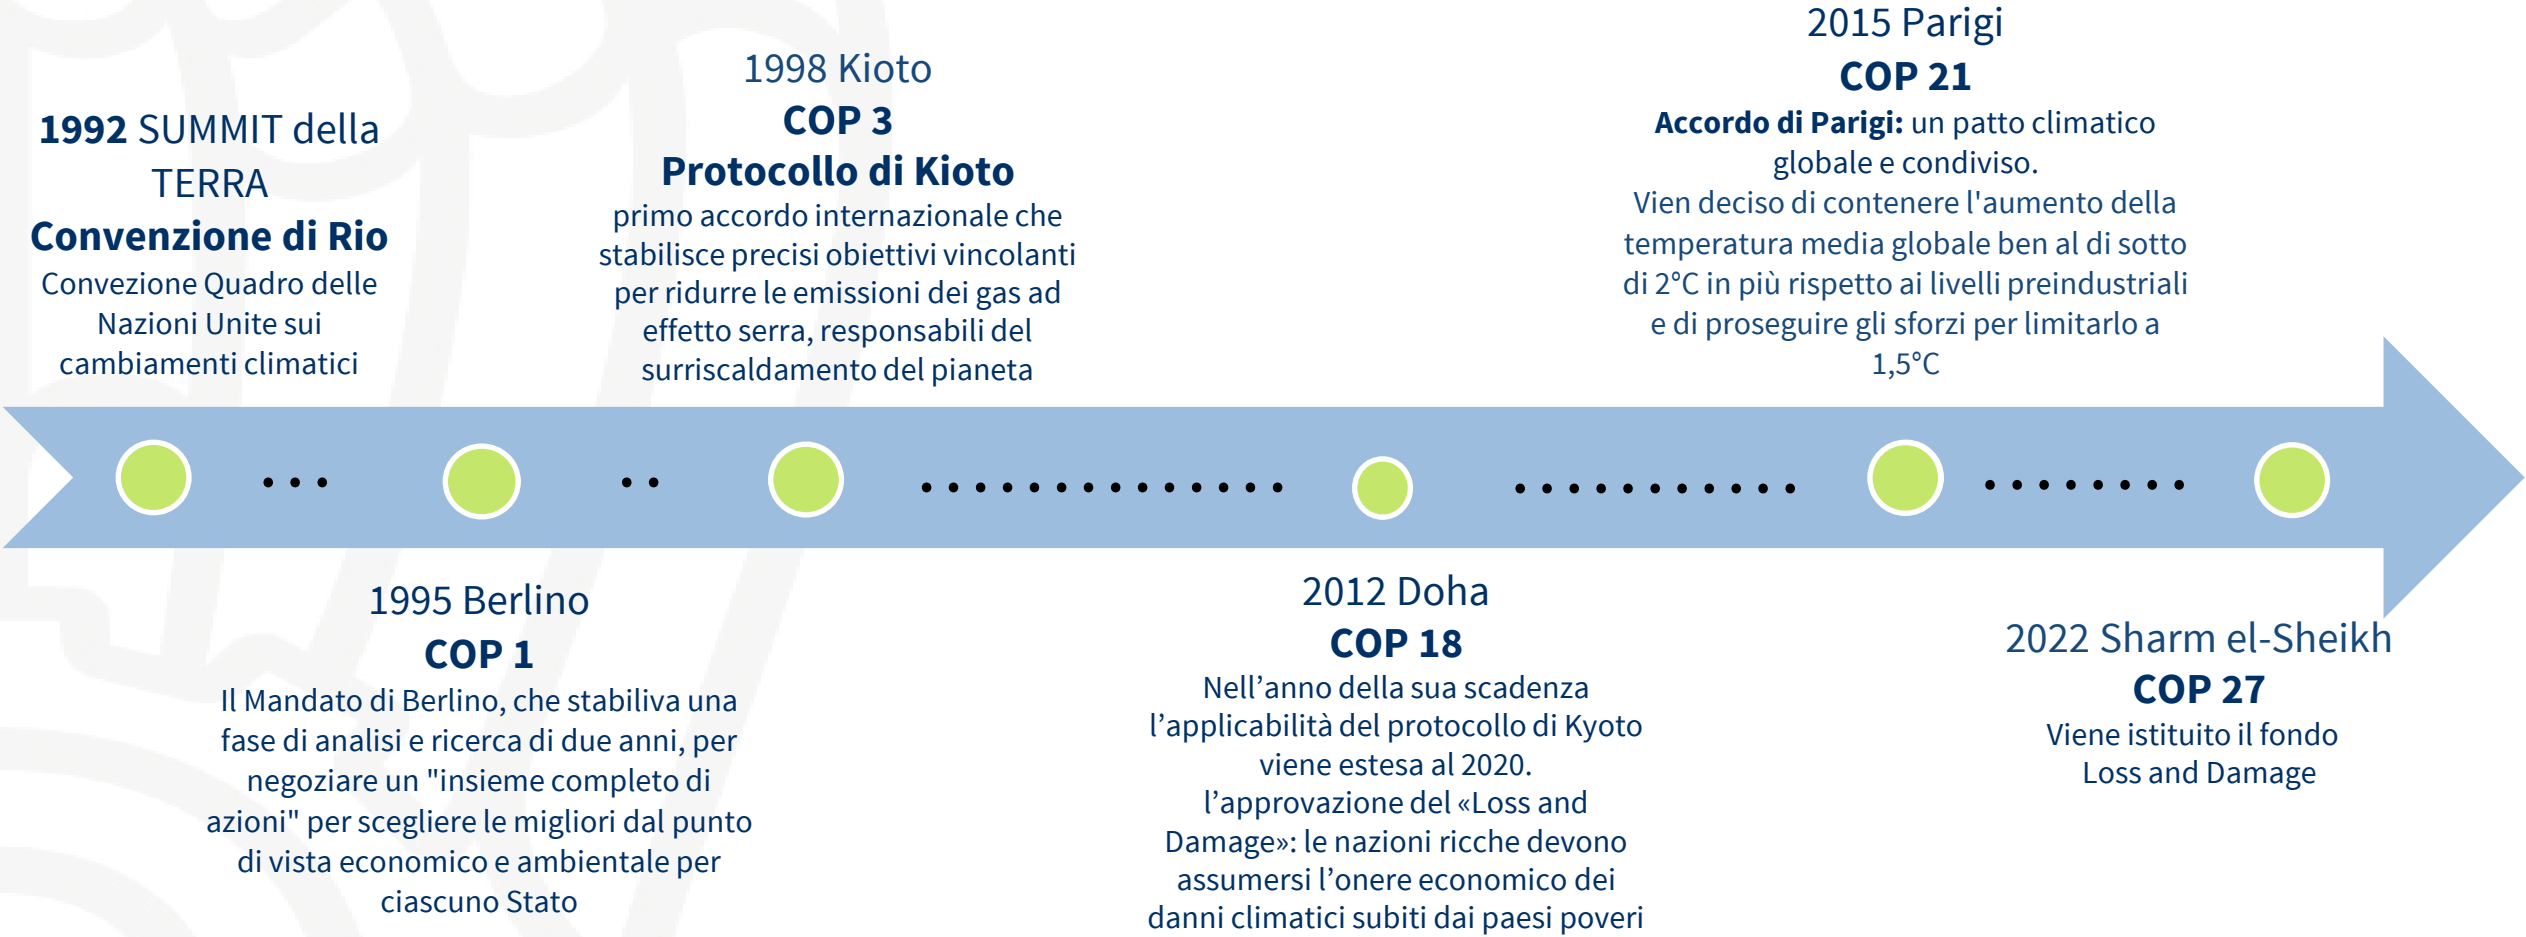 1992 SUMMIT della
TERRA
Convenzione di Rio
Convezione Quadro delle
Nazioni Unite sui
cambiamenti climatici
1995 Berlino
COP 1
Il Mandato di Berlino, che stabiliva una
fase di analisi e ricerca di due anni, per
negoziare un "insieme completo di
azioni" per scegliere le migliori dal punto
di vista economico e ambientale per
ciascuno Stato
1998 Kioto
COP 3
Protocollo di Kioto
primo accordo internazionale che
stabilisce precisi obiettivi vincolanti
per ridurre le emissioni dei gas ad
effetto serra, responsabili del
surriscaldamento del pianeta
2012 Doha
COP 18
Nell’anno della sua scadenza
l’applicabilità del protocollo di Kyoto
viene estesa al 2020.
l’approvazione del «Loss and
Damage»: le nazioni ricche devono
assumersi l’onere economico dei
danni climatici subiti dai paesi poveri
2015 Parigi
COP 21
Accordo di Parigi: un patto climatico
globale e condiviso.
Vien deciso di contenere l'aumento della
temperatura media globale ben al di sotto
di 2°C in più rispetto ai livelli preindustriali
e di proseguire gli sforzi per limitarlo a
1,5°C
2022 Sharm el-Sheikh
COP 27
Viene istituito il fondo
Loss and Damage